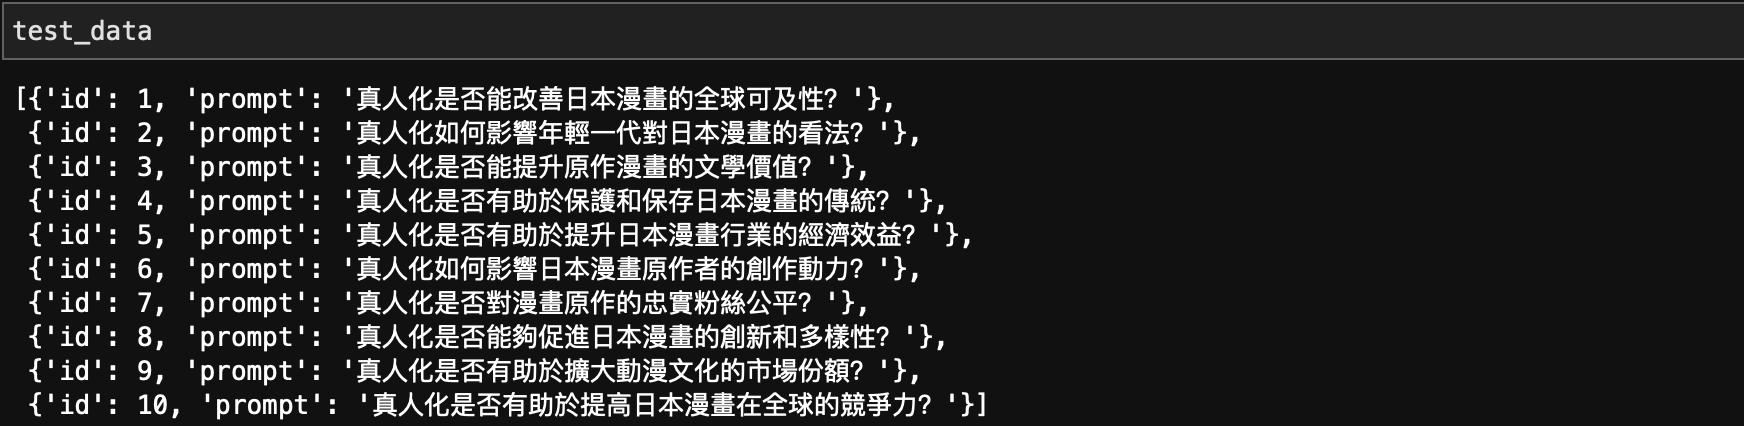 test_data
[{'id': 1, 'prompt': '真人化是否能改善日本漫畫的全球可及性？'},
{'id': 2, 'prompt': '真人化如何影響年輕一代對日本漫畫的看法？'},
{'id': 3, 'prompt': '真人化是否能提升原作漫畫的文學價值？'},
{'id': 4, 'prompt': '真人化是否有助於保護和保存日本漫畫的傳統？'},
{'id': 5, 'prompt': '真人化是否有助於提升日本漫畫行業的經濟效益？'},
{'id': 6, 'prompt': '真人化如何影響日本漫畫原作者的創作動力？'},
{'id': 7, 'prompt': '真人化是否對漫畫原作的忠實粉絲公平？'},
{'id': 8, 'prompt': '真人化是否能夠促進日本漫畫的創新和多樣性？'},
{'id': 9, 'prompt': '真人化是否有助於擴大動漫文化的市場份額？'},
{'id': 10, 'prompt': '真人化是否有助於提高日本漫畫在全球的競爭力？'}]